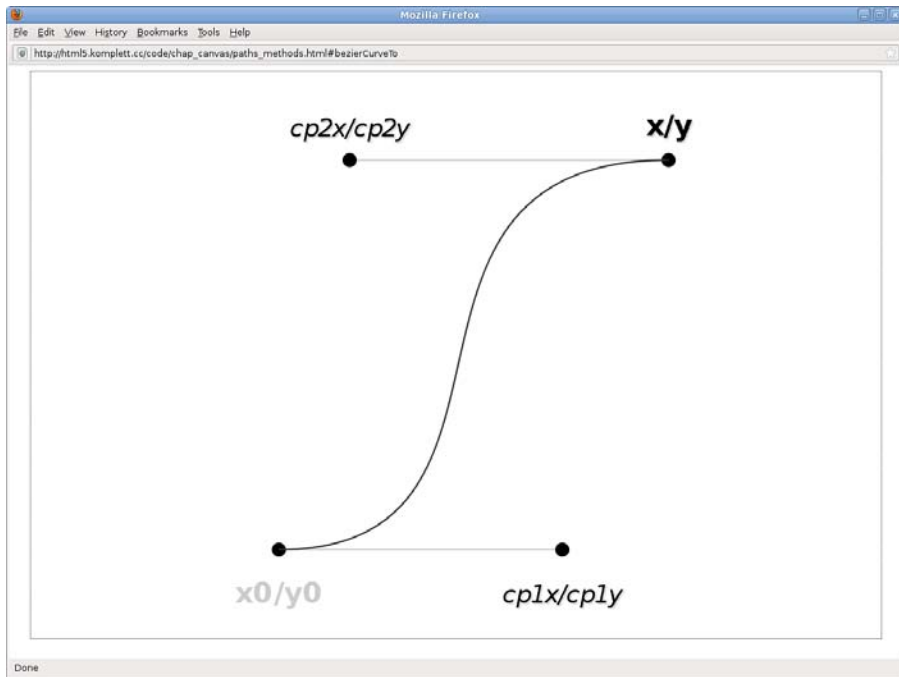 Mozilla Firefox
File Edit View History Bookmarks Tools Help
http://html5.komplett.cc/code/chap_canvas/paths_methods.html#bezierCurveTo
cp2x/cp2y x/y
x0/y0 cp1x/cp1y
Done